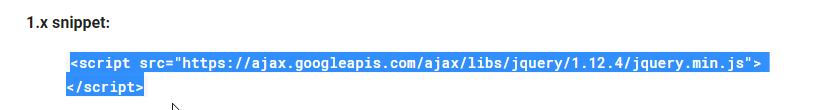 1.x snippet:
<script src="https://ajax.googleapis.com/ajax/libs/jquery/1.12.4/jquery.min.js">
</script>